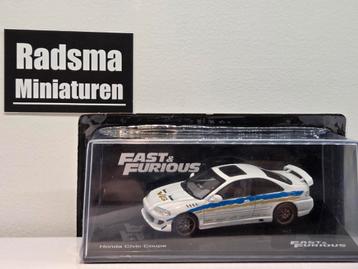 Radsma
Miniaturen
FAST & FURIOUS
Honda Civic Coupe
FAST & FURIOUS